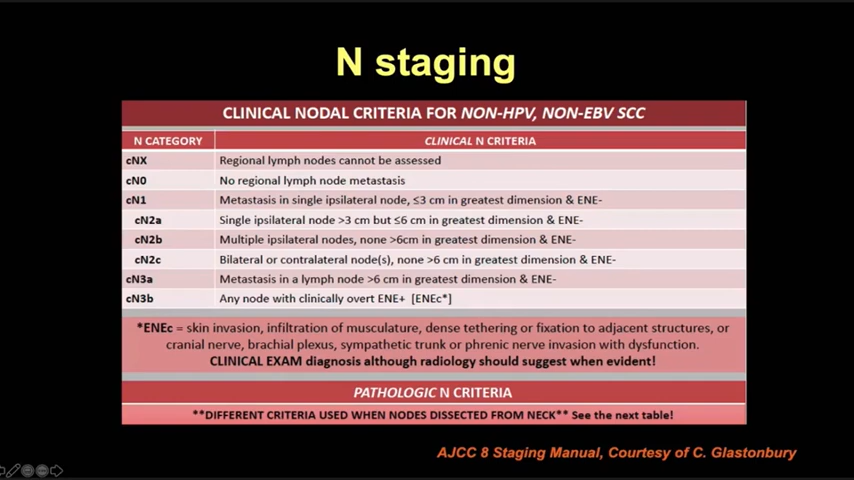 N staging
CLINICAL NODAL CRITERIA FOR NON-HPV, NON-EBV SCC
N CATEGORY CLINICAL N CRITERIA
cNX Regional lymph nodes cannot be assessed
cN0 No regional lymph node metastasis
cN1 Metastasis in single ipsilateral node, ≤3 cm in greatest dimension & ENE-
cN2a Single ipsilateral node >3 cm but ≤6 cm in greatest dimension & ENE-
cN2b Multiple ipsilateral nodes, none >6cm in greatest dimension & ENE-
cN2c Bilateral or contralateral node(s), none >6 cm in greatest dimension & ENE-
cN3a Metastasis in a lymph node >6 cm in greatest dimension & ENE-
cN3b Any node with clinically overt ENE+ [ENEc*]
*ENEc = skin invasion, infiltration of musculature, dense tethering or fixation to adjacent structures, or
cranial nerve, brachial plexus, sympathetic trunk or phrenic nerve invasion with dysfunction.
CLINICAL EXAM diagnosis although radiology should suggest when evident!
PATHOLOGIC N CRITERIA
**DIFFERENT CRITERIA USED WHEN NODES DISSECTED FROM NECK** See the next table!
AJCC 8 Staging Manual, Courtesy of C. Glastonbury